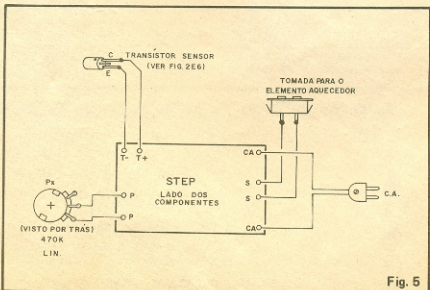 C TRANSÍSTOR SENSOR
(VER FIG. 2E6)
E
TOMADA PARA O
ELEMENTO AQUECEDOR
T- T+
CA
Px
P
STEP
LADO DOS
COMPONENTES
S
S
C.A.
P
CA
(VISTO POR TRÁS)
470K
LIN.
Fig. 5